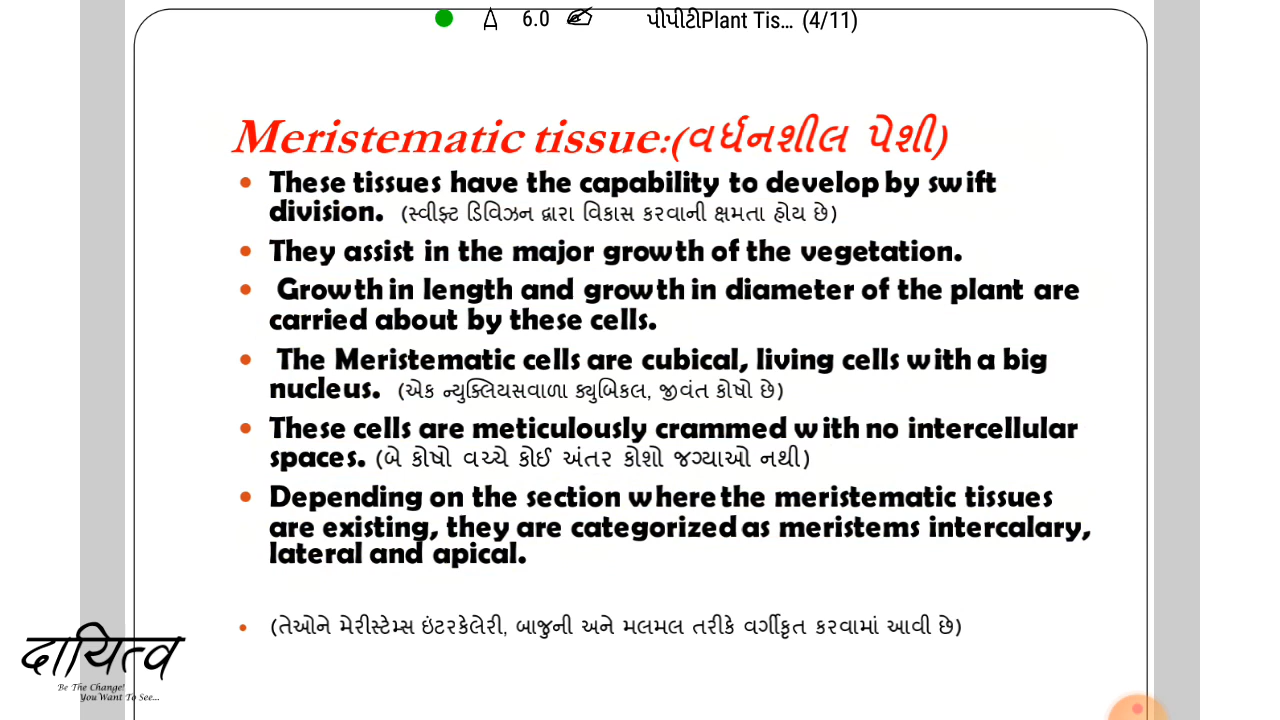 6.0 પીપીટીPlant Tis... (4/11)
Meristematic tissue:(વર્ધનશીલ પેશી)
• These tissues have the capability to develop by swift
division. (સ્વીફ્ટ ડિવિઝન દ્વારા વિકાસ કરવાની ક્ષમતા હોય છે)
• They assist in the major growth of the vegetation.
• Growth in length and growth in diameter of the plant are
carried about by these cells.
• The Meristematic cells are cubical, living cells with a big
nucleus. (એક ન્યુક્લિયસવાળા ક્યુબિકલ, જીવંત કોષો છે)
• These cells are meticulously crammed with no intercellular
spaces. (બે કોષો વચ્ચે કોઈ અંતર કોશો જગ્યાઓ નથી)
• Depending on the section where the meristematic tissues
are existing, they are categorized as meristems intercalary,
lateral and apical.
• (તેઓને મેરીસ્ટેમ્સ ઇંટરકેલેરી, બાજુની અને મલમલ તરીકે વર્ગીકૃત કરવામાં આવી છે)
दायित्व
Be The Change!
You Want To See...